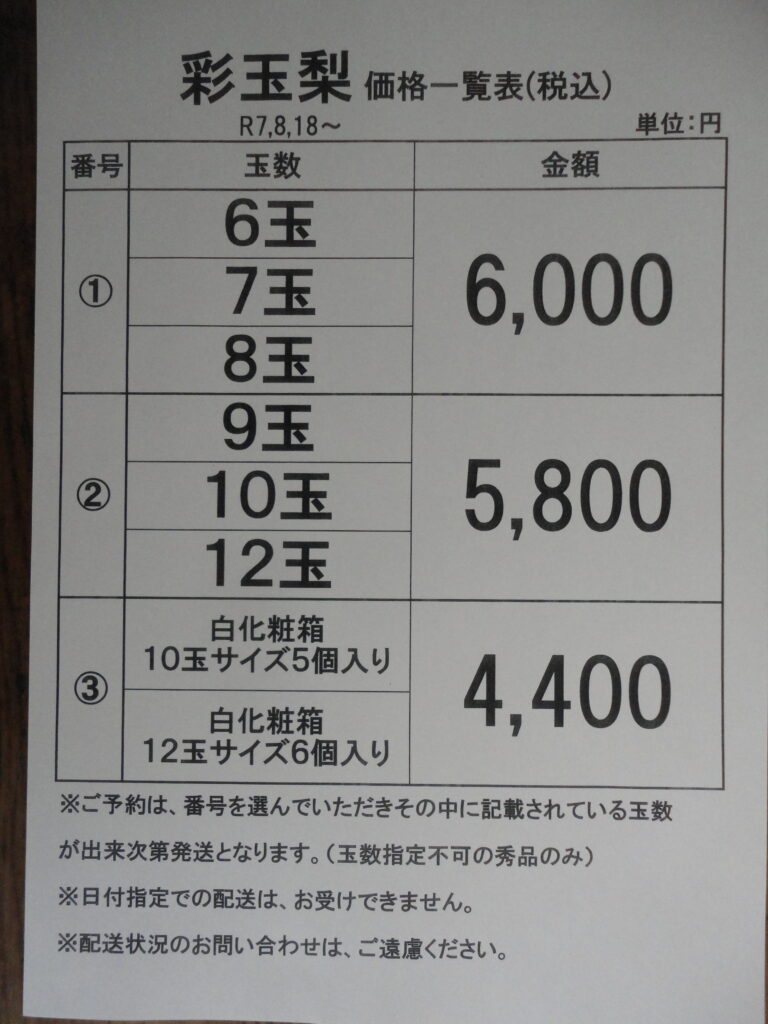 彩玉梨 価格一覧表(税込)
R7,8,18～ 単位：円
番号 玉数 金額
① 6玉 7玉 8玉 6,000
② 9玉 10玉 12玉 5,800
③ 白化粧箱
10玉サイズ5個入り
白化粧箱
12玉サイズ6個入り
4,400
※ご予約は、番号を選んでいただきその中に記載されている玉数
が出来次第発送となります。（玉数指定不可の秀品のみ）
※日付指定での配送は、お受けできません。
※配送状況のお問い合わせは、ご遠慮ください。